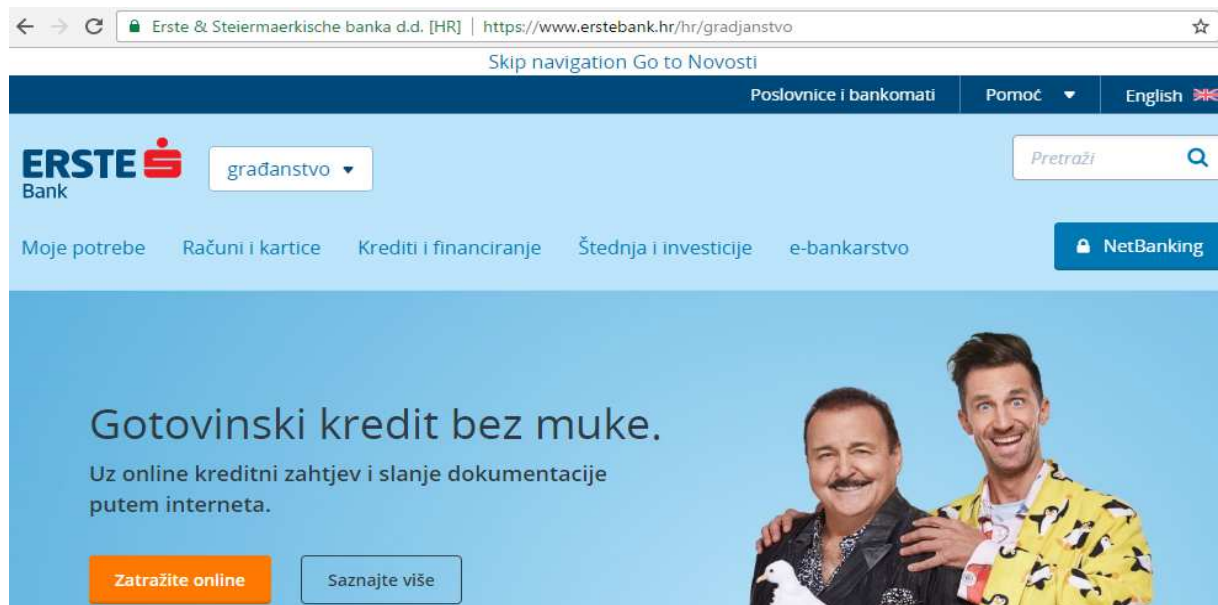 Erste & Steiermaerkische banka d.d. [HR] | https://www.erstebank.hr/hr/gradjanstvo
Skip navigation Go to Novosti
Poslovnice i bankomati Pomoć English
ERSTE
Bank
građanstvo
Pretraži
Moje potrebe Računi i kartice Krediti i financiranje Štednja i investicije e-bankarstvo NetBanking
Gotovinski kredit bez muke.
Uz online kreditni zahtjev i slanje dokumentacije
putem interneta.
Zatražite online Saznajte više